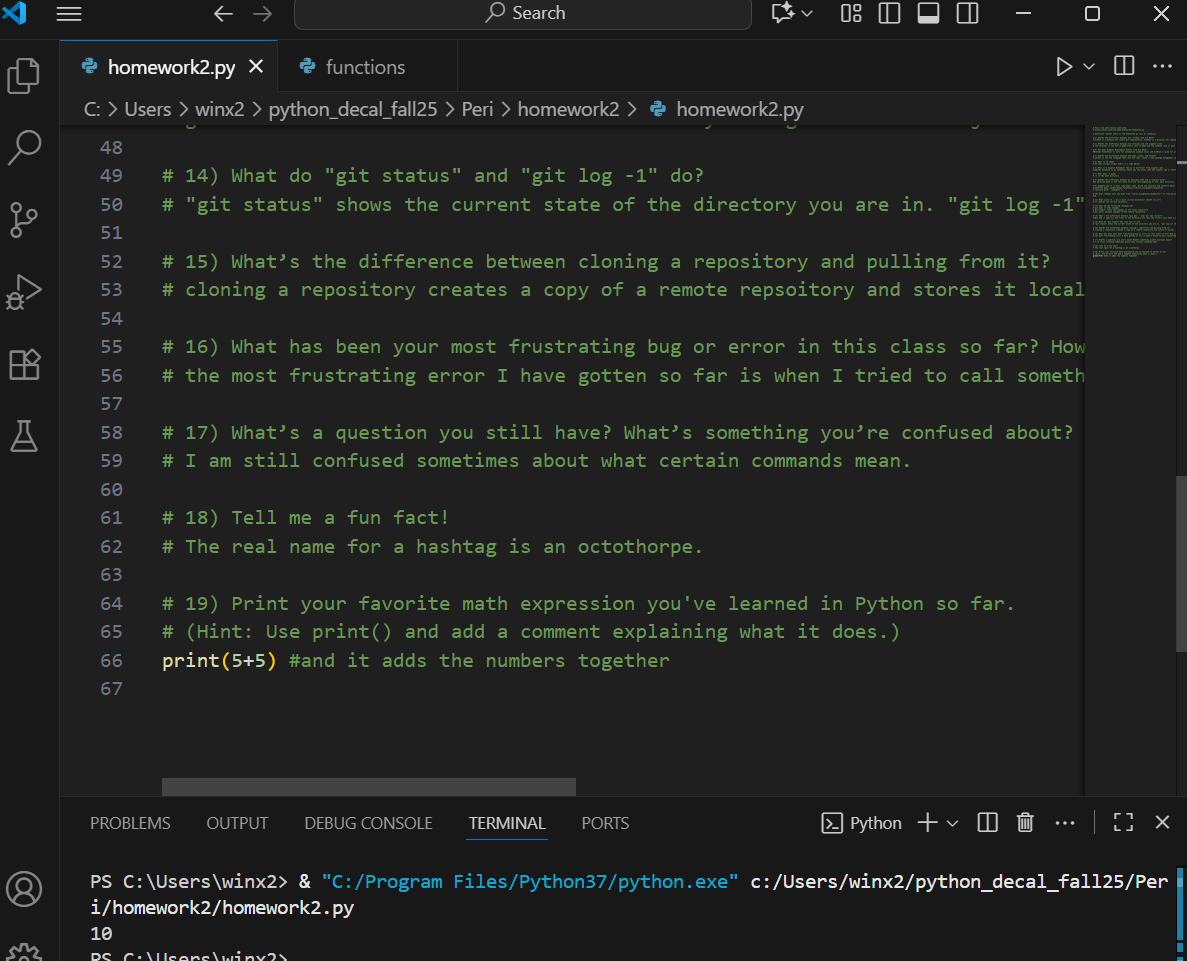 Search
homework2.py
functions
C: > Users > winx2 > python_decal_fall25 > Peri > homework2 > homework2.py
48
49 # 14) What do "git status" and "git log -1" do?
50 # "git status" shows the current state of the directory you are in. "git log -1"
51
52 # 15) What’s the difference between cloning a repository and pulling from it?
53 # cloning a repository creates a copy of a remote repsoitory and stores it local
54
55 # 16) What has been your most frustrating bug or error in this class so far? How
56 # the most frustrating error I have gotten so far is when I tried to call someth
57
58 # 17) What’s a question you still have? What’s something you’re confused about?
59 # I am still confused sometimes about what certain commands mean.
60
61 # 18) Tell me a fun fact!
62 # The real name for a hashtag is an octothorpe.
63
64 # 19) Print your favorite math expression you've learned in Python so far.
65 # (Hint: Use print() and add a comment explaining what it does.)
66 print(5+5) #and it adds the numbers together
67
PROBLEMS OUTPUT DEBUG CONSOLE TERMINAL PORTS
Python
PS C:\Users\winx2> & "C:/Program Files/Python37/python.exe" c:/Users/winx2/python_decal_fall25/Per
i/homework2/homework2.py
10
PS C:\Users\winx2>